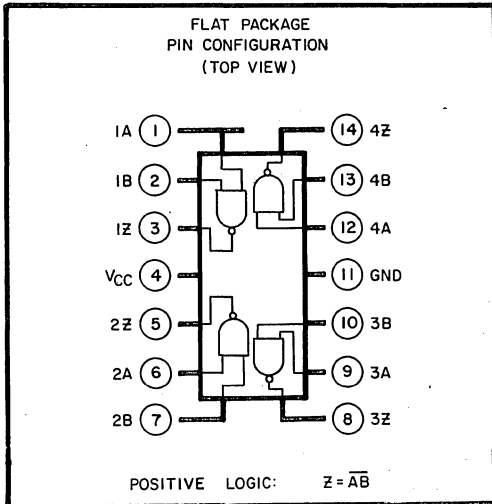 FLAT PACKAGE
PIN CONFIGURATION
(TOP VIEW)
1A 1
14 4Z
1B 2
13 4B
1Z 3
12 4A
VCC 4
11 GND
2Z 5
10 3B
2A 6
9 3A
2B 7
8 3Z
POSITIVE LOGIC: Z = A̅B̅